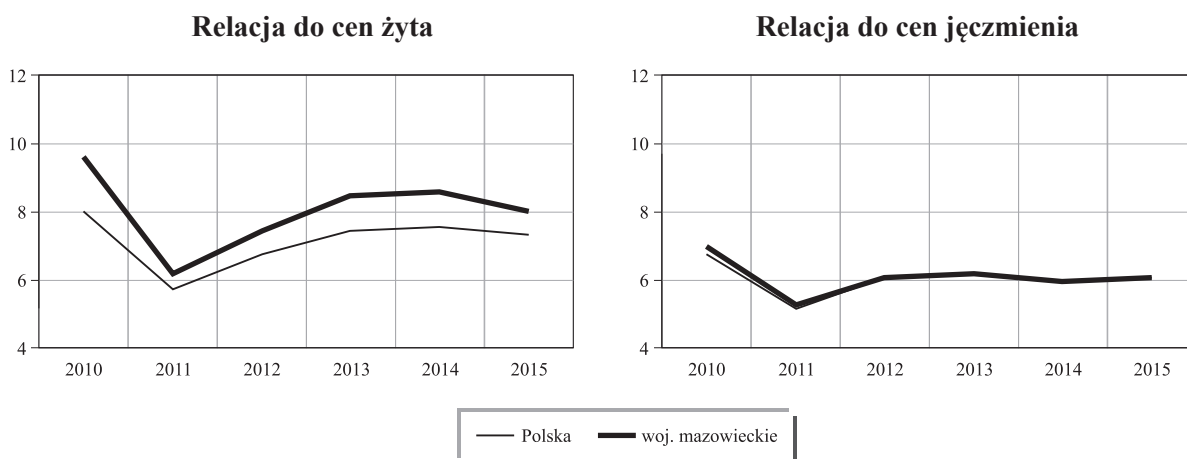 Relacja do cen żyta
12
10
8
6
4
2010 2011 2012 2013 2014 2015
Relacja do cen jęczmienia
12
10
8
6
4
2010 2011 2012 2013 2014 2015
Polska woj. mazowieckie